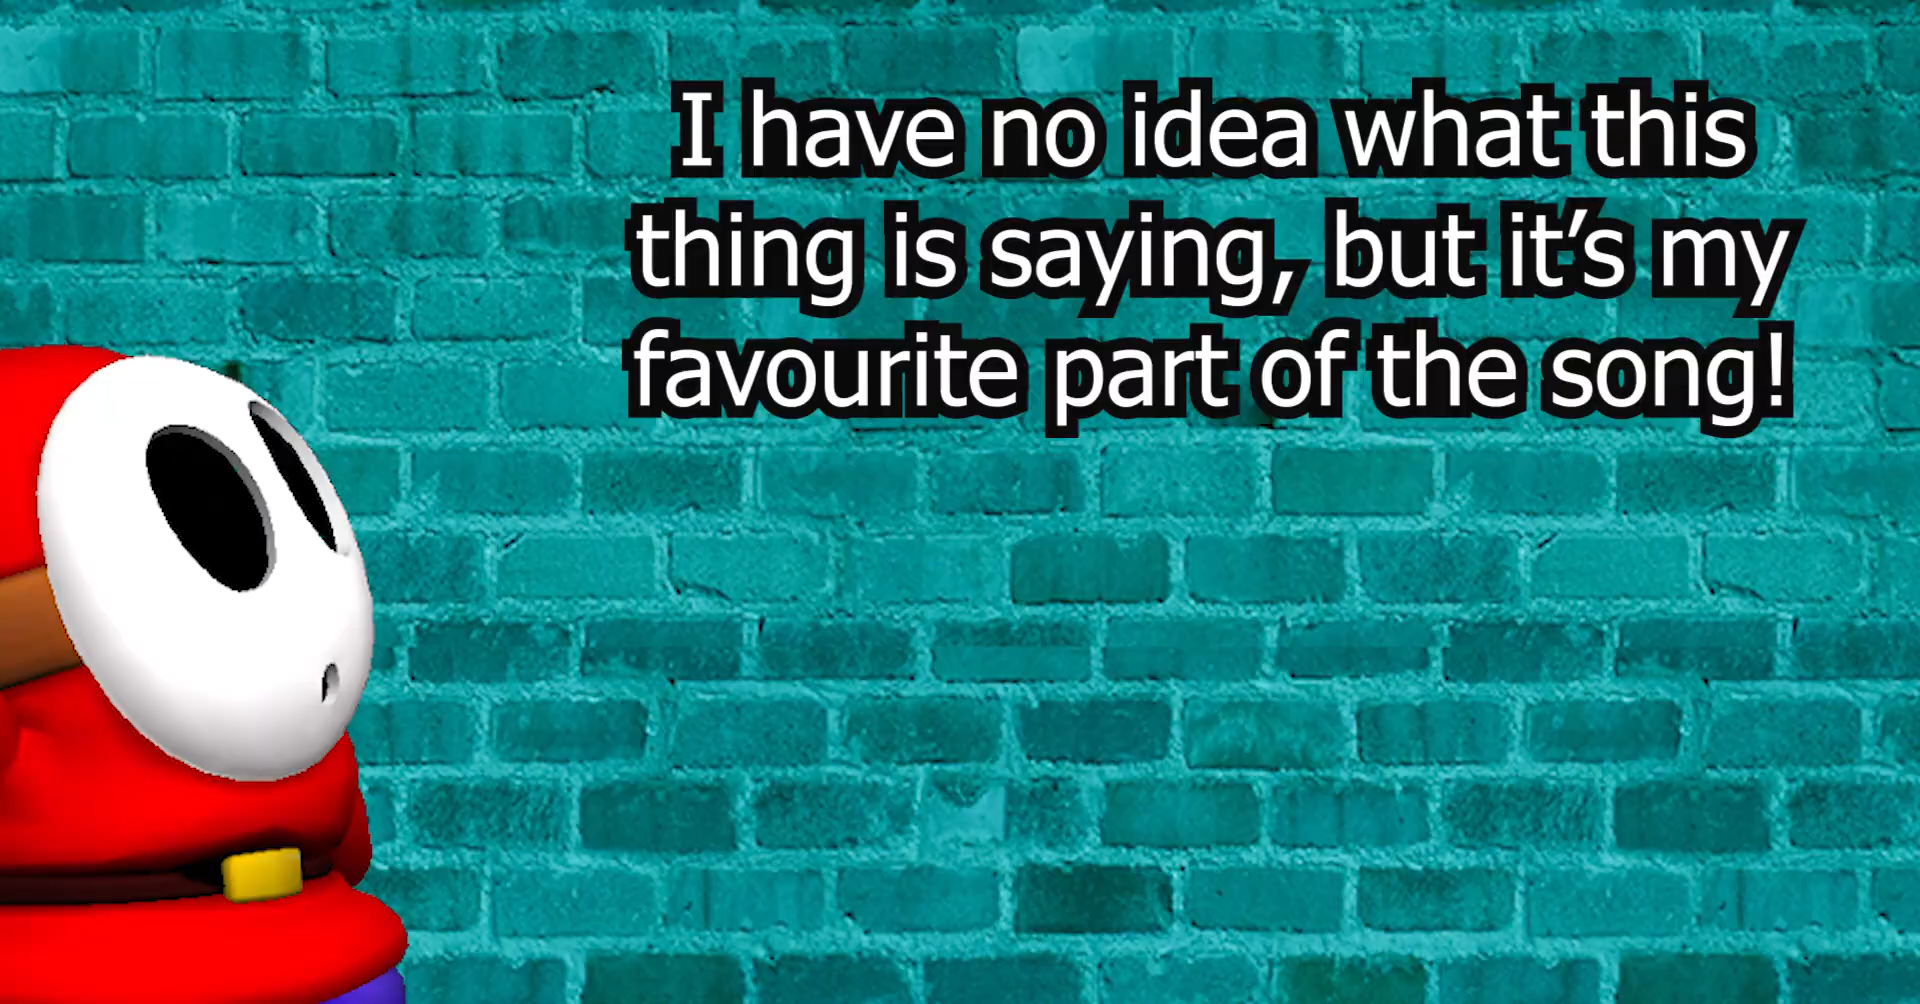 I have no idea what this
thing is saying, but it’s my
favourite part of the song!